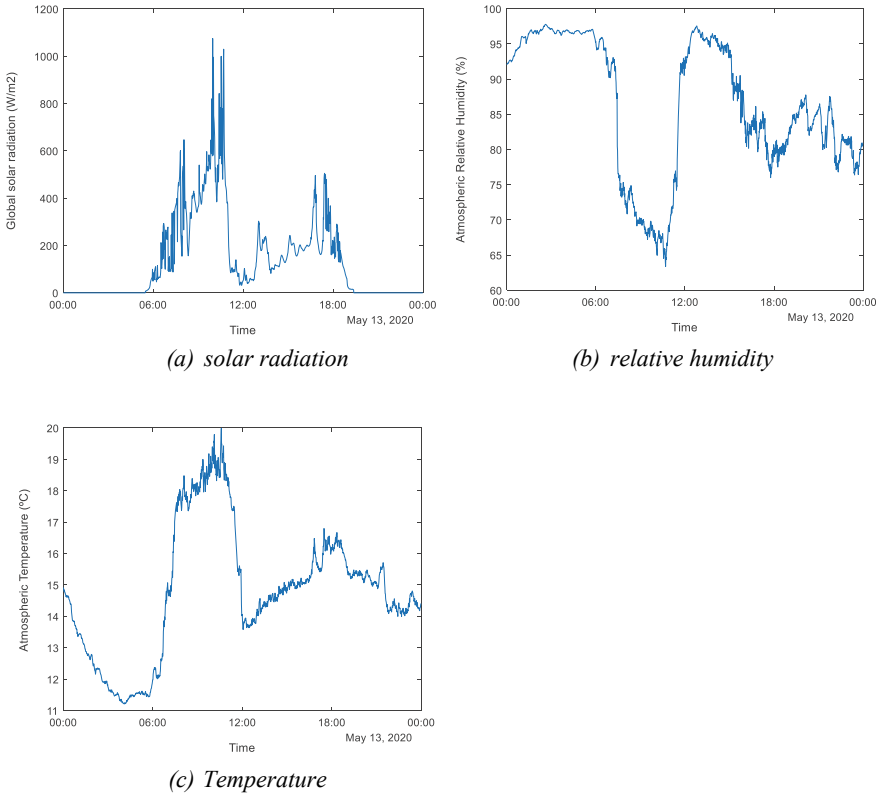 1200
1000
800
600
400
200
0
Global solar radiation (W/m2)
00:00 06:00 12:00 18:00 00:00
May 13, 2020
Time
(a) solar radiation
100
95
90
85
80
75
70
65
60
Atmospheric Relative Humidity (%)
00:00 06:00 12:00 18:00 00:00
May 13, 2020
Time
(b) relative humidity
20
19
18
17
16
15
14
13
12
11
Atmospheric Temperature (ºC)
00:00 06:00 12:00 18:00 00:00
May 13, 2020
Time
(c) Temperature